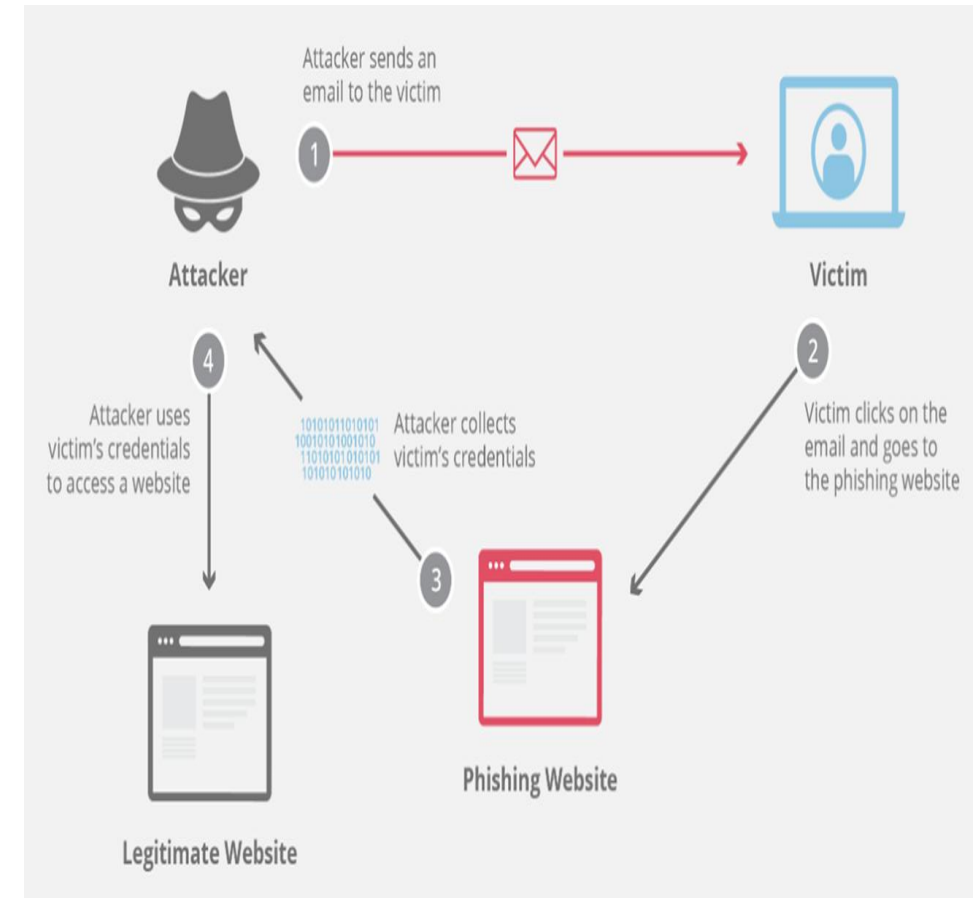 Attacker sends an
email to the victim
1
Attacker
Victim
2
Victim clicks on the
email and goes to
the phishing website
4
Attacker uses
victim's credentials
to access a website
10101011010101
10010101001010
11010101010101
101010101010
Attacker collects
victim's credentials
3
Phishing Website
Legitimate Website